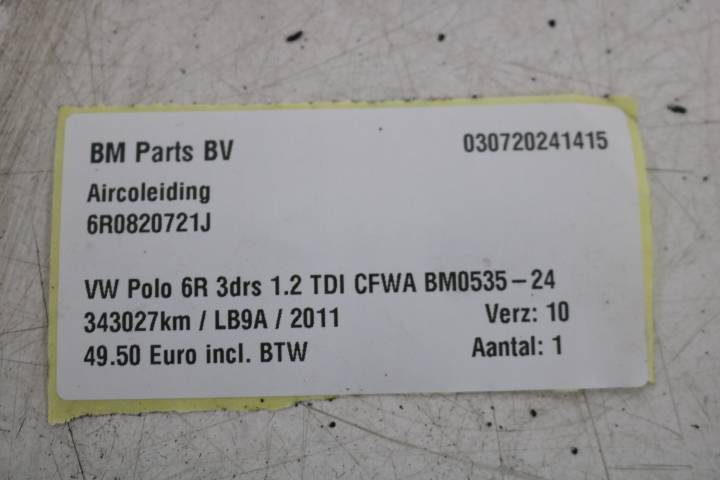 BM Parts BV 030720241415
Aircoleiding
6R0820721J
VW Polo 6R 3drs 1.2 TDI CFWA BM0535-24
343027km / LB9A / 2011 Verz: 10
49.50 Euro incl. BTW Aantal: 1